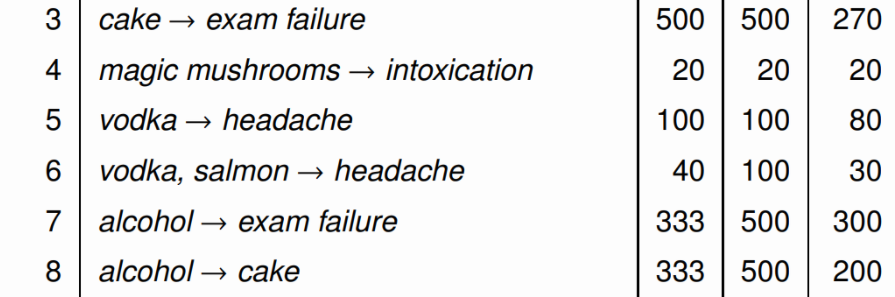 3 cake → exam failure 500 500 270
4 magic mushrooms → intoxication 20 20 20
5 vodka → headache 100 100 80
6 vodka, salmon → headache 40 100 30
7 alcohol → exam failure 333 500 300
8 alcohol → cake 333 500 200